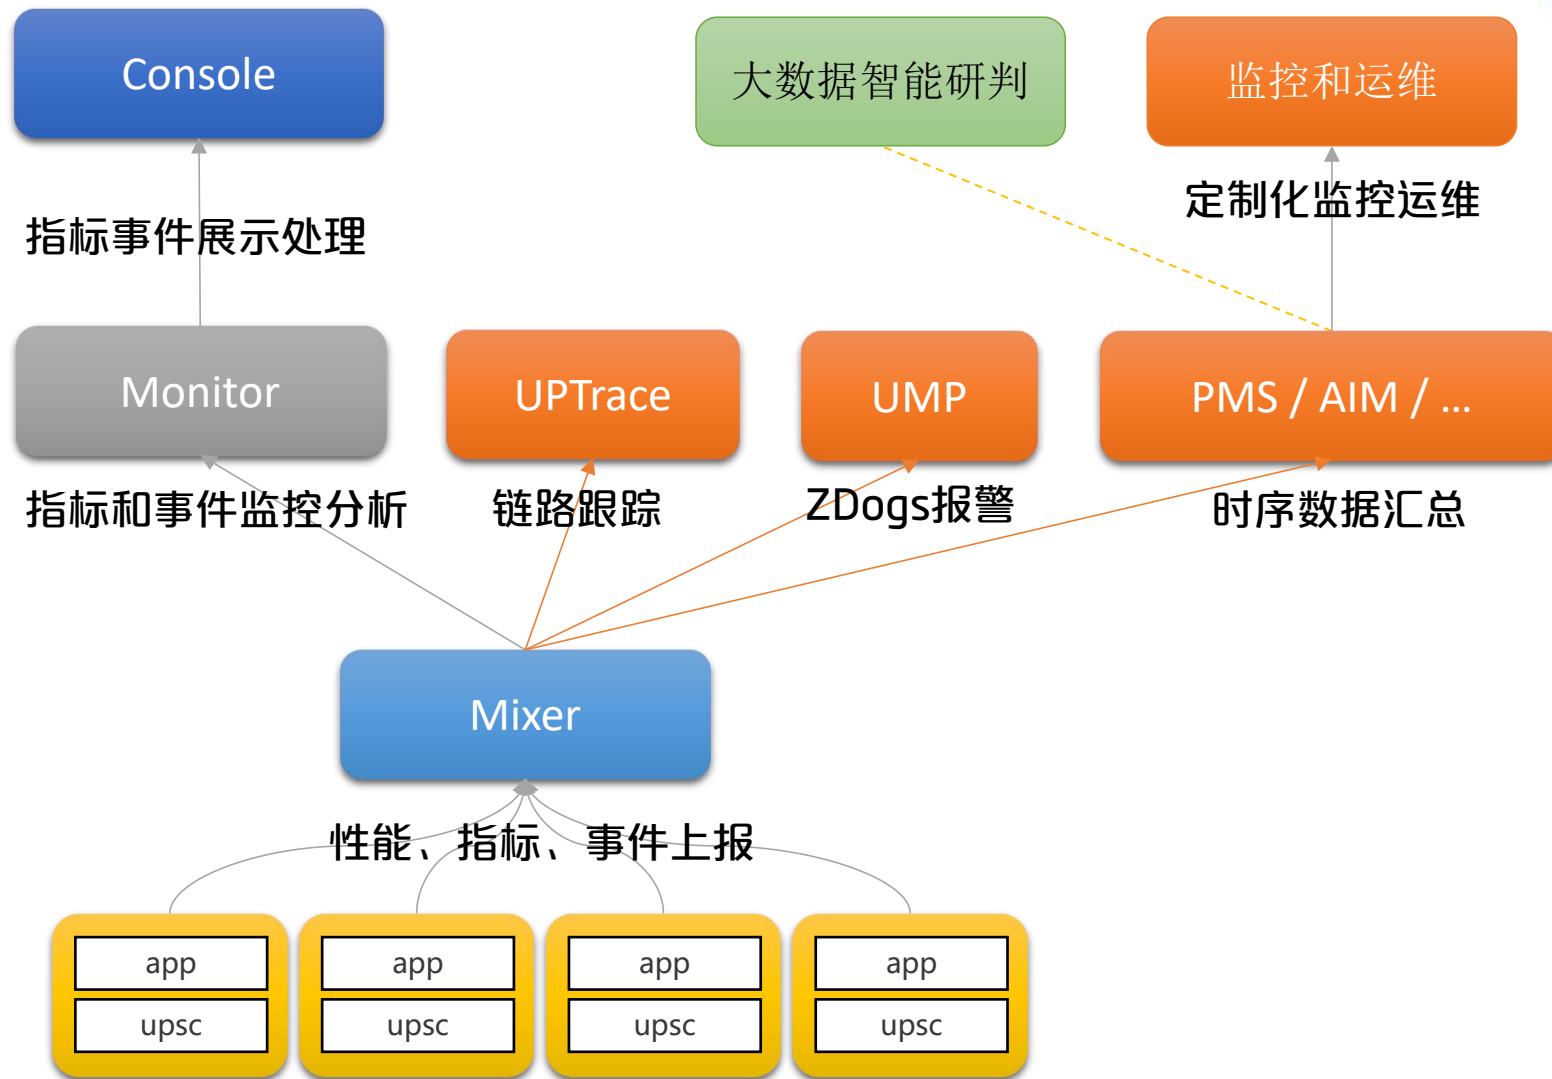 Console
大数据智能研判
监控和运维
指标事件展示处理
定制化监控运维
Monitor
UPTrace
UMP
PMS / AIM / ...
指标和事件监控分析
链路跟踪
ZDogs报警
时序数据汇总
Mixer
性能、指标、事件上报
app
app
app
app
upsc
upsc
upsc
upsc